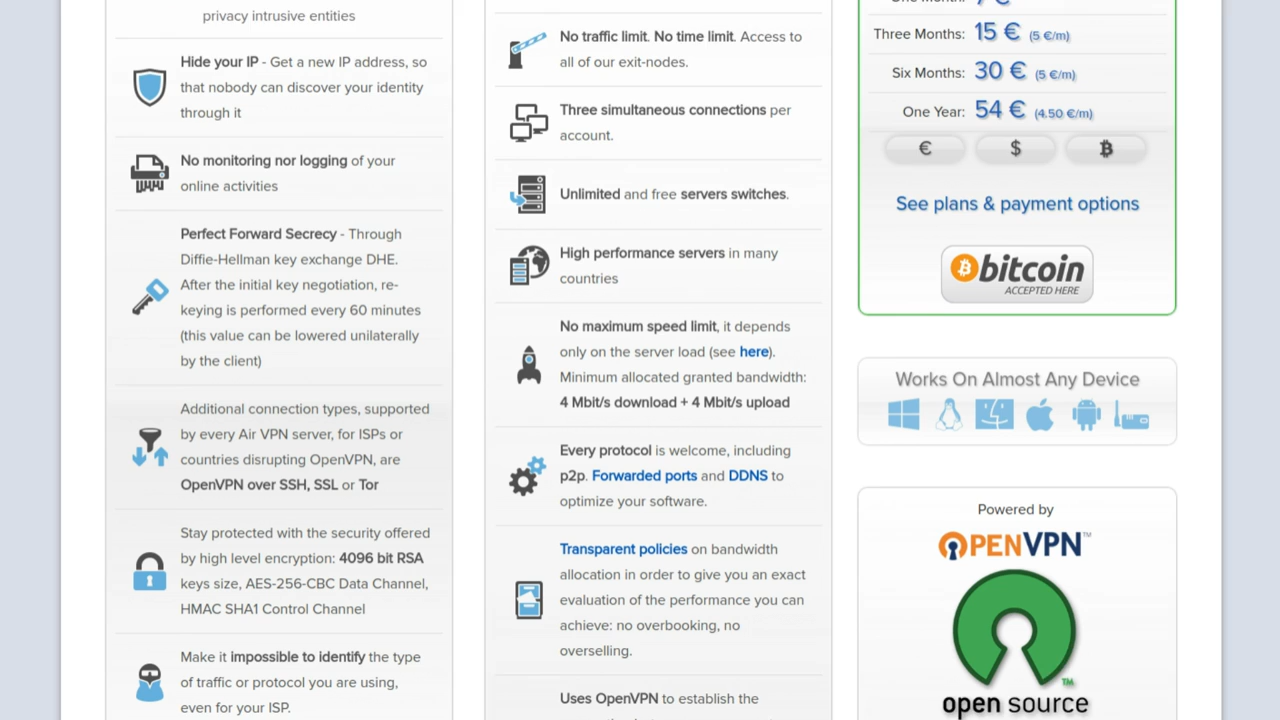 privacy intrusive entities
Hide your IP - Get a new IP address, so
that nobody can discover your identity
through it
No monitoring nor logging of your
online activities
Perfect Forward Secrecy - Through
Diffie-Hellman key exchange DHE.
After the initial key negotiation, re-
keying is performed every 60 minutes
(this value can be lowered unilaterally
by the client)
Additional connection types, supported
by every Air VPN server, for ISPs or
countries disrupting OpenVPN, are
OpenVPN over SSH, SSL or Tor
Stay protected with the security offered
by high level encryption: 4096 bit RSA
keys size, AES-256-CBC Data Channel,
HMAC SHA1 Control Channel
Make it impossible to identify the type
of traffic or protocol you are using,
even for your ISP.
No traffic limit. No time limit. Access to
all of our exit-nodes.
Three simultaneous connections per
account.
Unlimited and free servers switches.
High performance servers in many
countries
No maximum speed limit, it depends
only on the server load (see here).
Minimum allocated granted bandwidth:
4 Mbit/s download + 4 Mbit/s upload
Every protocol is welcome, including
p2p. Forwarded ports and DDNS to
optimize your software.
Transparent policies on bandwidth
allocation in order to give you an exact
evaluation of the performance you can
achieve: no overbooking, no
overselling.
Uses OpenVPN to establish the
Three Months: 15 € (5 €/m)
Six Months: 30 € (5 €/m)
One Year: 54 € (4.50 €/m)
€ $ ₿
See plans & payment options
bitcoin
ACCEPTED HERE
Works On Almost Any Device
Powered by
OPENVPN™
TM
open source